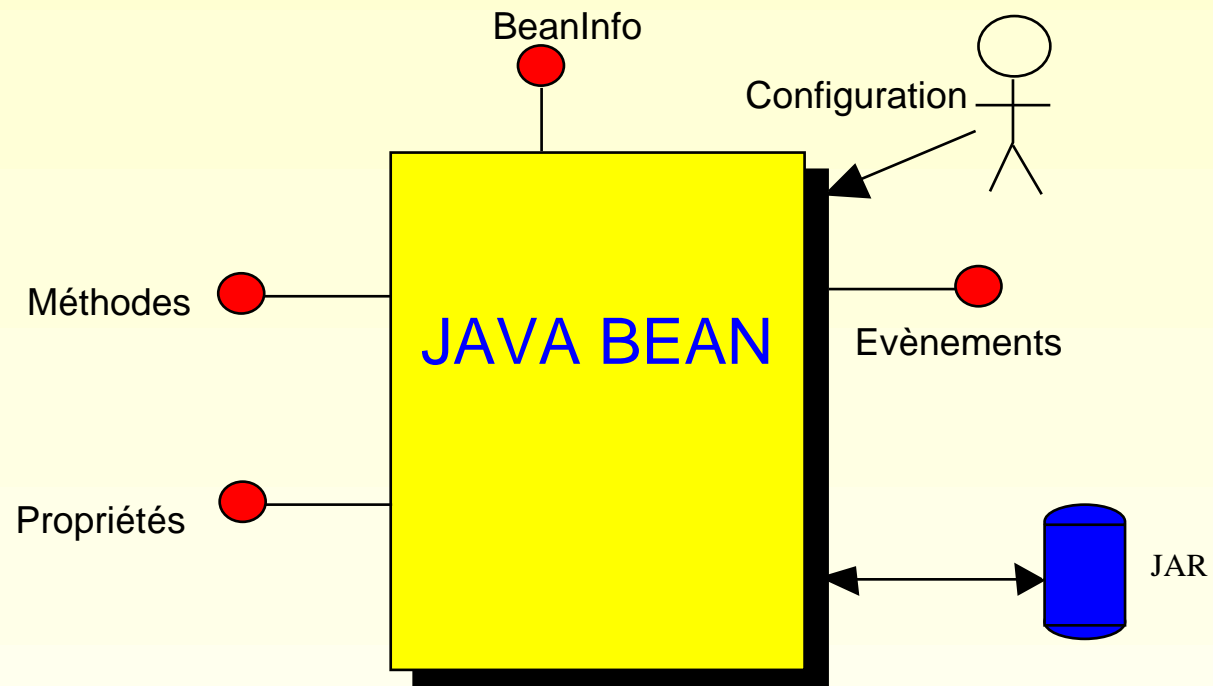 BeanInfo
Configuration
Méthodes
JAVA BEAN
Evènements
Propriétés
JAR